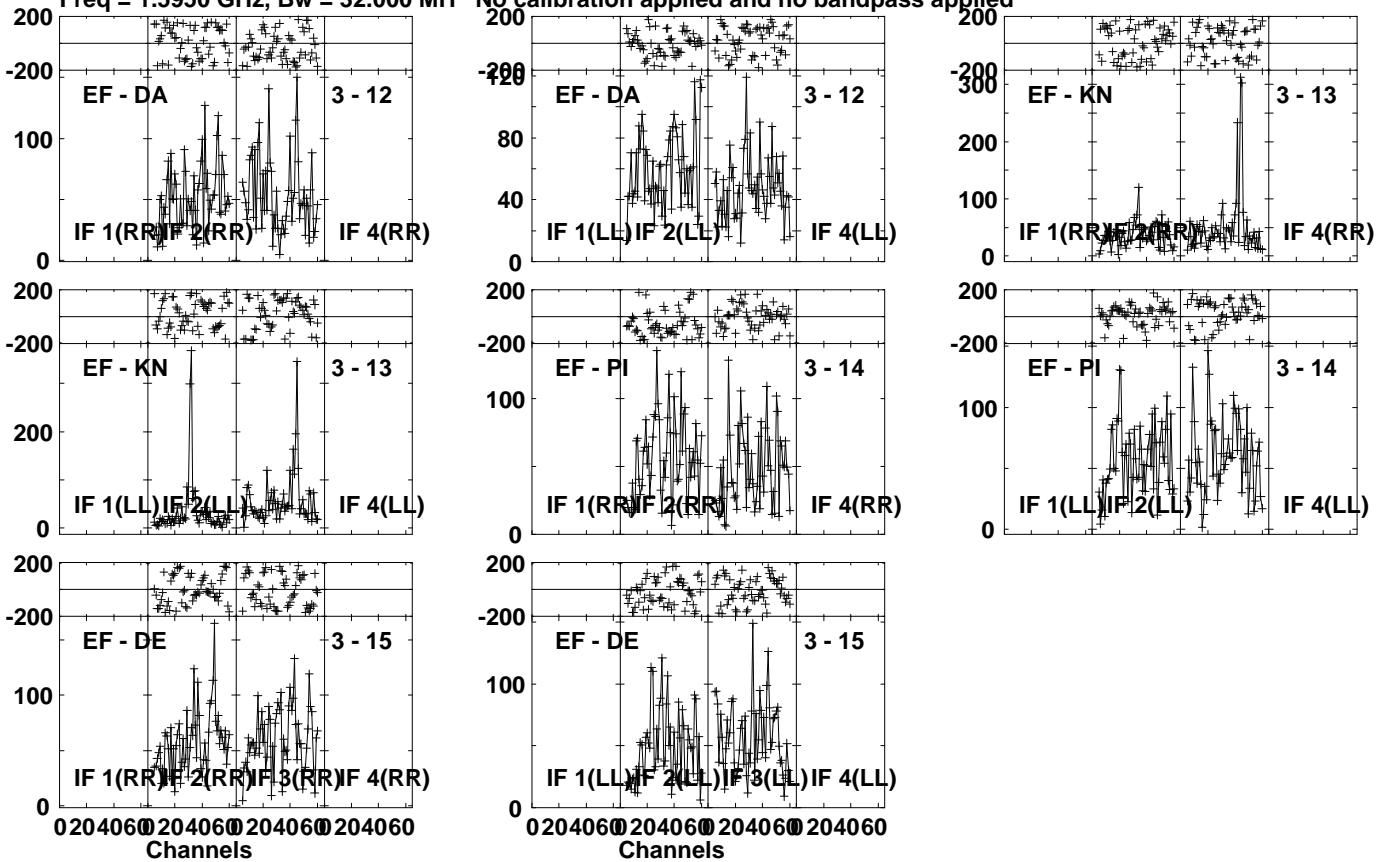 Freq = 1.5950 GHz, Bw = 32.000 MH No calibration applied and no bandpass applied
200
-200
EF - DA 3 - 12
100
0
IF 1(RR) IF 2(RR) IF 4(RR)
200
-200
120
EF - DA 3 - 12
80
40
0
IF 1(LL) IF 2(LL) IF 4(LL)
200
-200
300
EF - KN 3 - 13
200
100
0
IF 1(RR) IF 2(RR) IF 4(RR)
200
-200
EF - KN 3 - 13
200
100
0
IF 1(LL) IF 2(LL) IF 4(LL)
200
-200
EF - PI 3 - 14
100
0
IF 1(RR) IF 2(RR) IF 4(RR)
200
-200
EF - PI 3 - 14
100
0
IF 1(LL) IF 2(LL) IF 4(LL)
200
-200
EF - DE 3 - 15
100
0
IF 1(RR) IF 2(RR) IF 3(RR) IF 4(RR)
0 20 40 60 0 20 40 60 0 20 40 60 0 20 40 60
Channels
200
-200
EF - DE 3 - 15
100
0
IF 1(LL) IF 2(LL) IF 3(LL) IF 4(LL)
0 20 40 60 0 20 40 60 0 20 40 60 0 20 40 60
Channels